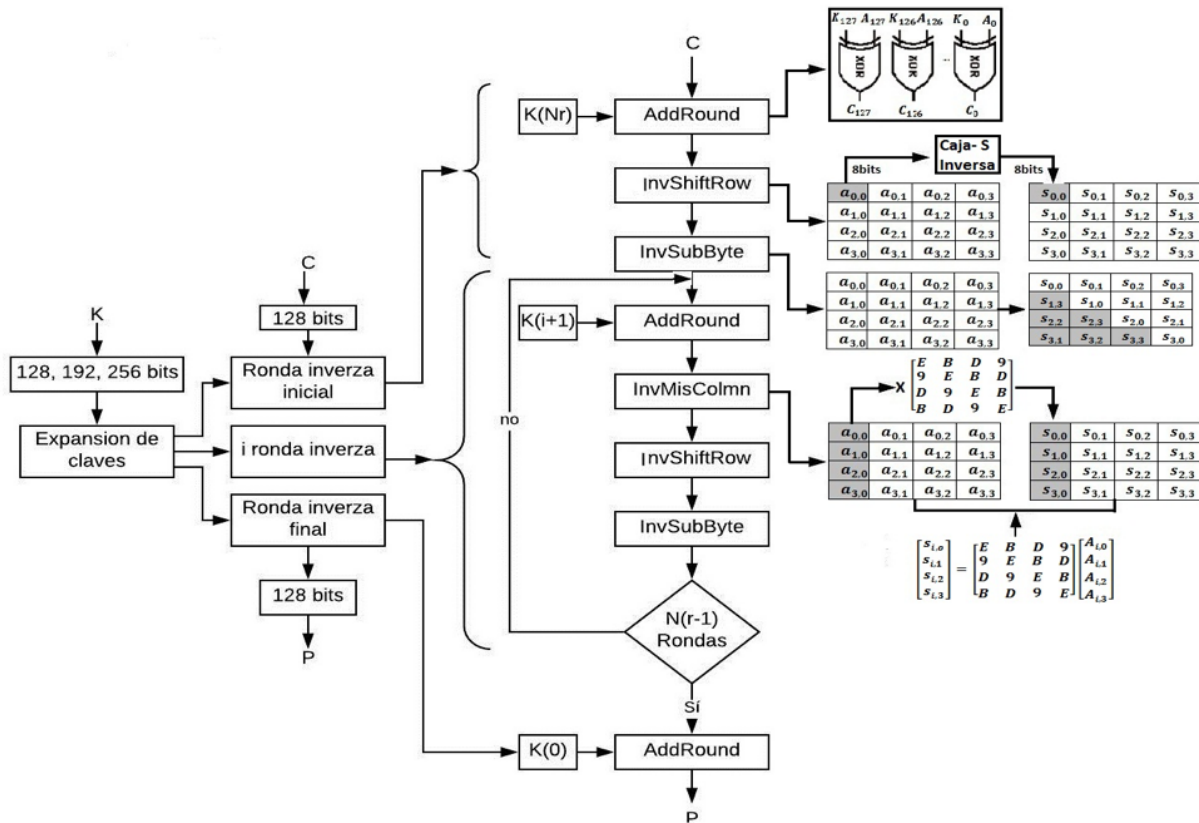 K
128, 192, 256 bits
Expansion de
claves
C
128 bits
Ronda inverza
inicial
i ronda inverza
Ronda inverza
final
128 bits
P
C
K(Nr)
AddRound
InvShiftRow
InvSubByte
K(i+1)
AddRound
InvMisColmn
no
InvShiftRow
InvSubByte
N(r-1)
Rondas
Sí
K(0)
AddRound
P
K127 A127 K126 A126 K0 A0
XOR XOR ... XOR
C127 C126 C0
Caja- S
Inversa
8bits 8bits
a0.0 a0.1 a0.2 a0.3
a1.0 a1.1 a1.2 a1.3
a2.0 a2.1 a2.2 a2.3
a3.0 a3.1 a3.2 a3.3
s0.0 s0.1 s0.2 s0.3
s1.0 s1.1 s1.2 s1.3
s2.0 s2.1 s2.2 s2.3
s3.0 s3.1 s3.2 s3.3
a0.0 a0.1 a0.2 a0.3
a1.0 a1.1 a1.2 a1.3
a2.0 a2.1 a2.2 a2.3
a3.0 a3.1 a3.2 a3.3
s0.0 s0.1 s0.2 s0.3
s1.3 s1.0 s1.1 s1.2
s2.2 s2.3 s2.0 s2.1
s3.1 s3.2 s3.3 s3.0
X
E B D 9
9 E B D
D 9 E B
B D 9 E
a0.0 a0.1 a0.2 a0.3
a1.0 a1.1 a1.2 a1.3
a2.0 a2.1 a2.2 a2.3
a3.0 a3.1 a3.2 a3.3
s0.0 s0.1 s0.2 s0.3
s1.0 s1.1 s1.2 s1.3
s2.0 s2.1 s2.2 s2.3
s3.0 s3.1 s3.2 s3.3
si,o E B D 9 Ai,0
si,1 9 E B D Ai,1
si,2 = D 9 E B Ai,2
si,3 B D 9 E Ai,3